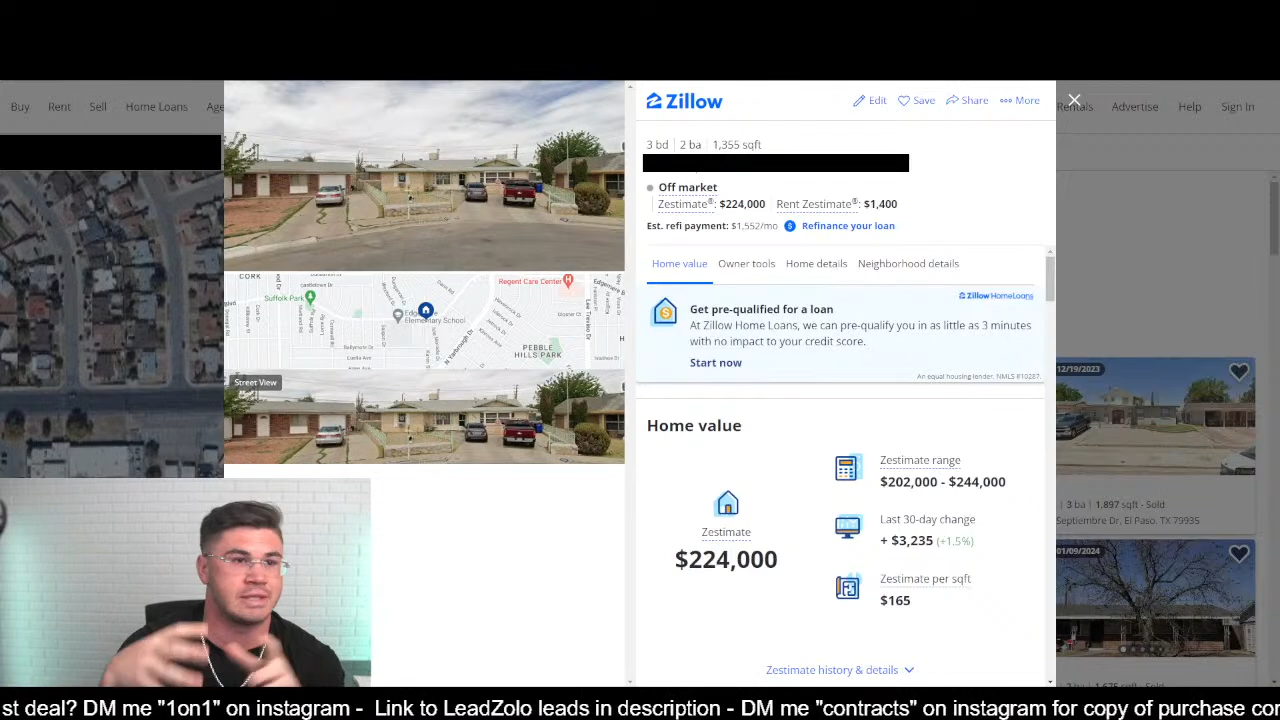 Buy Rent Sell Home Loans Age
Zillow
Edit Save Share More
Rentals Advertise Help Sign In
3 bd 2 ba 1,355 sqft
Off market
Zestimate®: $224,000 Rent Zestimate®: $1,400
Est. refi payment: $1,552/mo $ Refinance your loan
Home value Owner tools Home details Neighborhood details
Zillow HomeLoans
Get pre-qualified for a loan
At Zillow Home Loans, we can pre-qualify you in as little as 3 minutes
with no impact to your credit score.
Start now
An equal housing lender. NMLS #10287.
CORK
Suffolk Park
Regent Care Center
Elementary School
N Yarbrough Dr
PEBBLE
HILLS PARK
Street View
Home value
Zestimate
$224,000
Zestimate range
$202,000 - $244,000
Last 30-day change
+ $3,235 (+1.5%)
Zestimate per sqft
$165
Zestimate history & details
12/19/2023
3 ba 1,897 sqft - Sold
Septiembre Dr, El Paso, TX 79935
01/09/2024
st deal? DM me "1on1" on instagram - Link to LeadZolo leads in description - DM me "contracts" on instagram for copy of purchase con